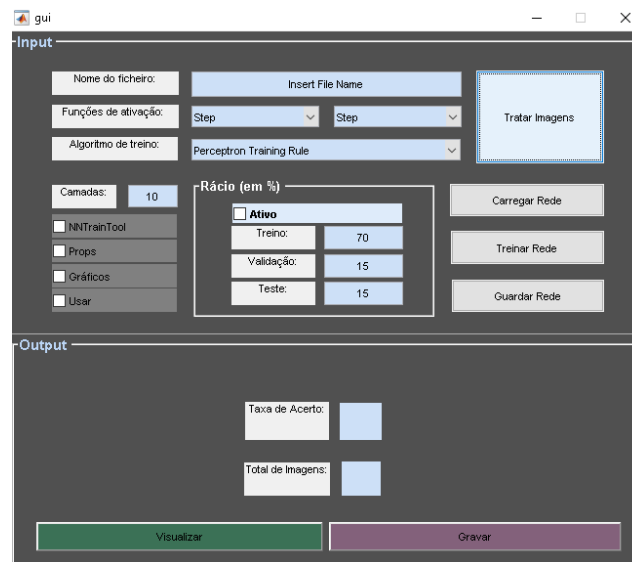 gui
Input
Nome do ficheiro:
Insert File Name
Funções de ativação:
Step
Step
Tratar Imagens
Algoritmo de treino:
Perceptron Training Rule
Camadas:
10
Rácio (em %)
Carregar Rede
Ativo
NNTrainTool
Treino:
70
Props
Treinar Rede
Validação:
15
Gráficos
Teste:
15
Guardar Rede
Usar
Output
Taxa de Acerto:
Total de Imagens:
Visualizar
Gravar